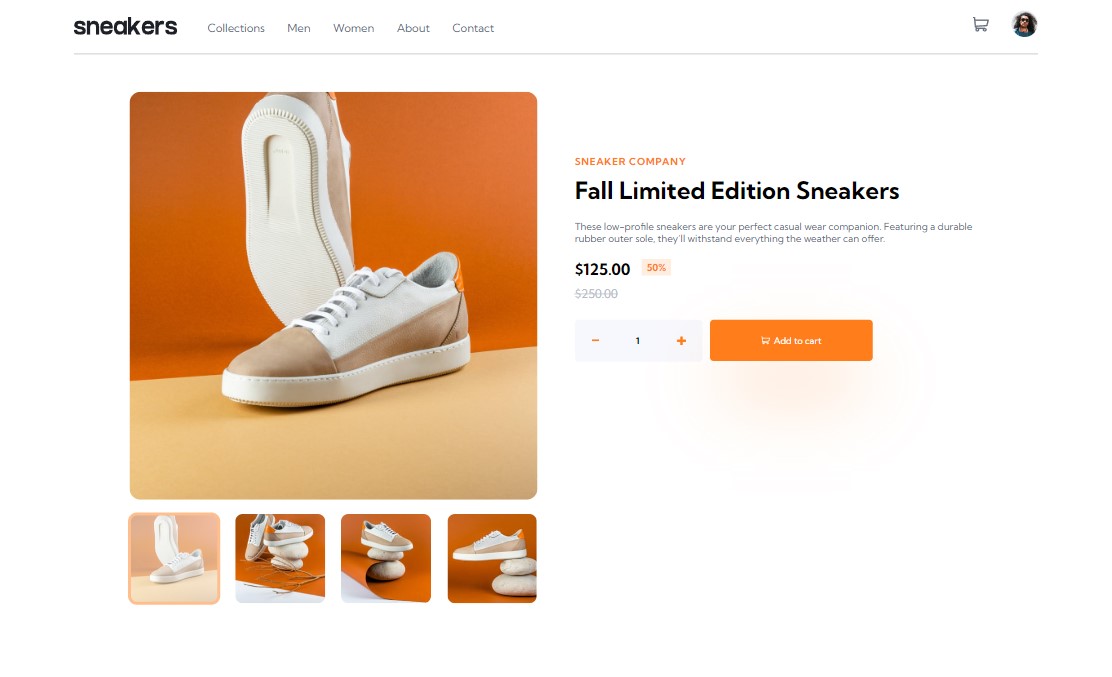 sneakers
Collections Men Women About Contact
SNEAKER COMPANY
Fall Limited Edition Sneakers
These low-profile sneakers are your perfect casual wear companion. Featuring a durable
rubber outer sole, they'll withstand everything the weather can offer.
$125.00 50%
$250.00
− 1 + Add to cart